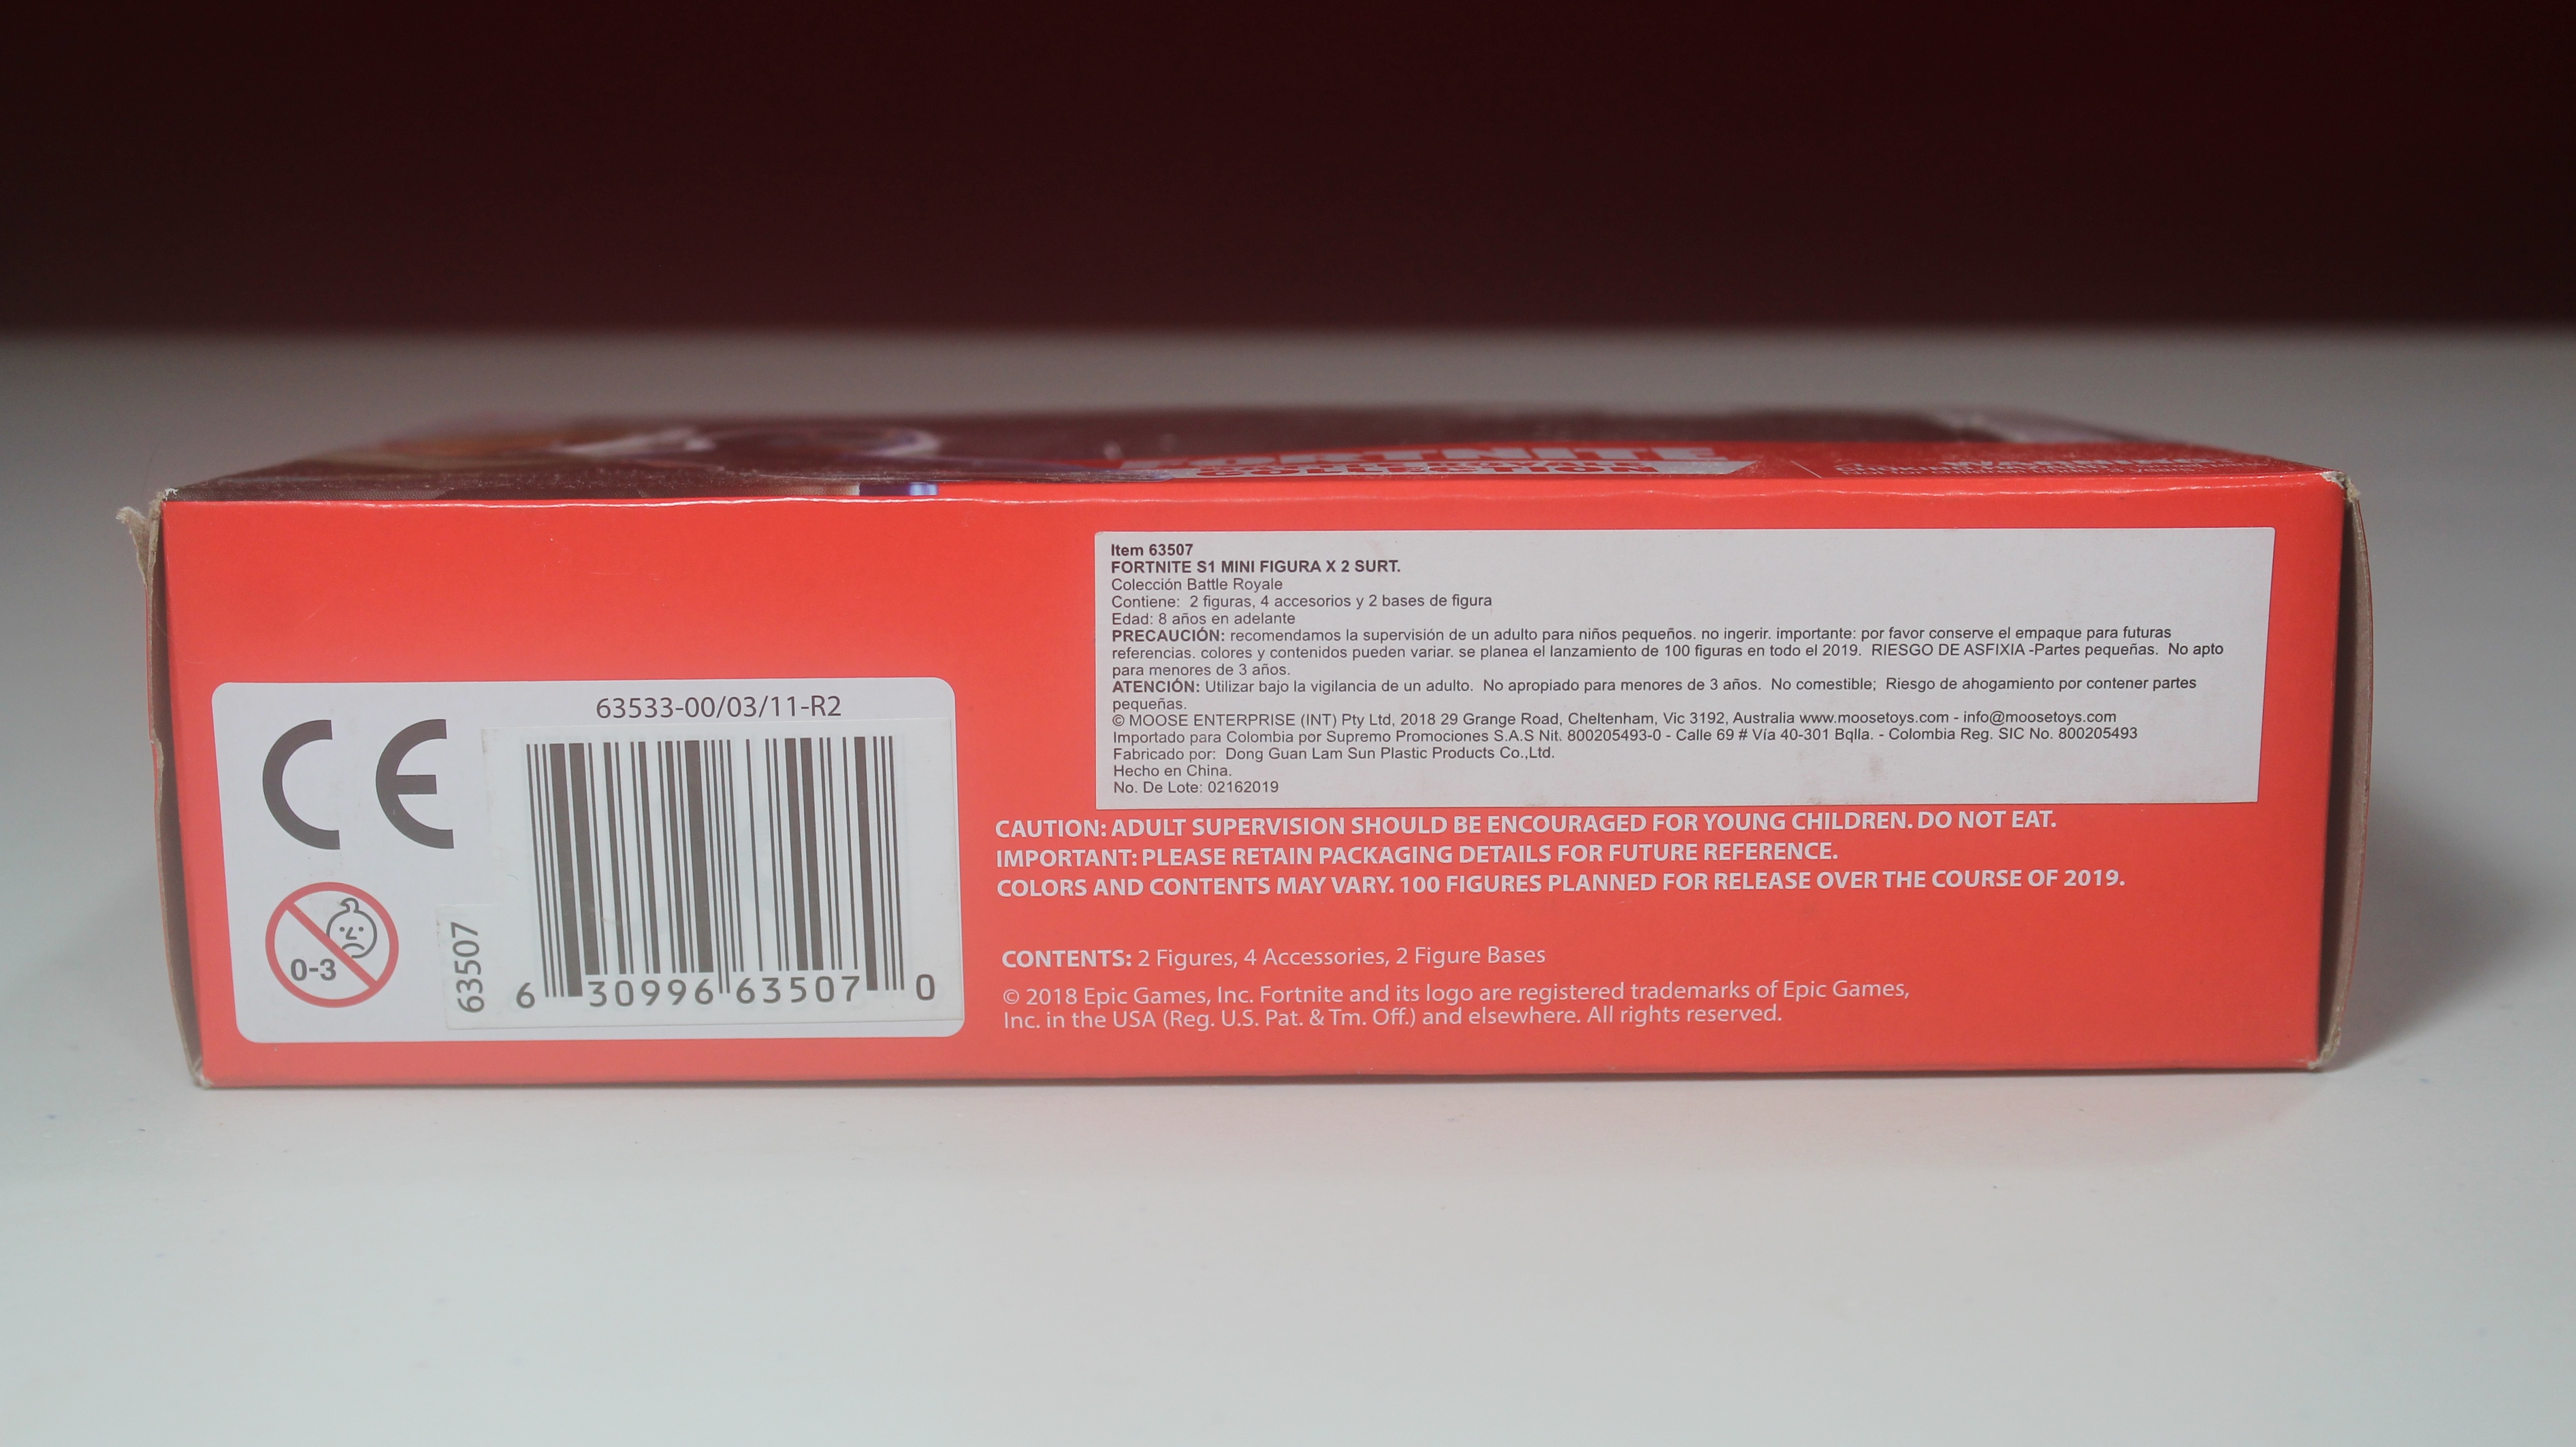 FORTNITE
COLLECTION
Item 63507
FORTNITE S1 MINI FIGURA X 2 SURT.
Colección Battle Royale
Contiene: 2 figuras, 4 accesorios y 2 bases de figura
Edad: 8 años en adelante
PRECAUCIÓN: recomendamos la supervisión de un adulto para niños pequeños. no ingerir. importante: por favor conserve el empaque para futuras
referencias. colores y contenidos pueden variar. se planea el lanzamiento de 100 figuras en todo el 2019. RIESGO DE ASFIXIA -Partes pequeñas. No apto
para menores de 3 años.
ATENCIÓN: Utilizar bajo la vigilancia de un adulto. No apropiado para menores de 3 años. No comestible; Riesgo de ahogamiento por contener partes
pequeñas.
© MOOSE ENTERPRISE (INT) Pty Ltd, 2018 29 Grange Road, Cheltenham, Vic 3192, Australia www.moosetoys.com - info@moosetoys.com
Importado para Colombia por Supremo Promociones S.A.S Nit. 800205493-0 - Calle 69 # Vía 40-301 Bqlla. - Colombia Reg. SIC No. 800205493
Fabricado por: Dong Guan Lam Sun Plastic Products Co.,Ltd.
Hecho en China.
No. De Lote: 02162019
63533-00/03/11-R2
CE
0-3
63507
6 30996 63507 0
CAUTION: ADULT SUPERVISION SHOULD BE ENCOURAGED FOR YOUNG CHILDREN. DO NOT EAT.
IMPORTANT: PLEASE RETAIN PACKAGING DETAILS FOR FUTURE REFERENCE.
COLORS AND CONTENTS MAY VARY. 100 FIGURES PLANNED FOR RELEASE OVER THE COURSE OF 2019.
CONTENTS: 2 Figures, 4 Accessories, 2 Figure Bases
© 2018 Epic Games, Inc. Fortnite and its logo are registered trademarks of Epic Games,
Inc. in the USA (Reg. U.S. Pat. & Tm. Off.) and elsewhere. All rights reserved.